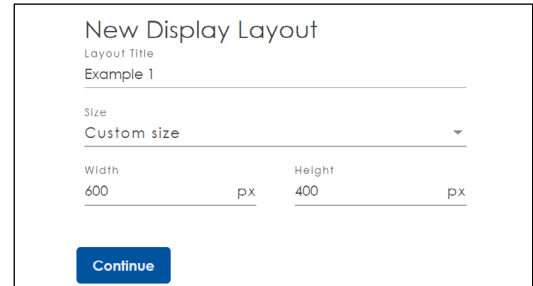 New Display Layout
Layout Title
Example 1
Size
Custom size
Width Height
600 px 400 px
Continue